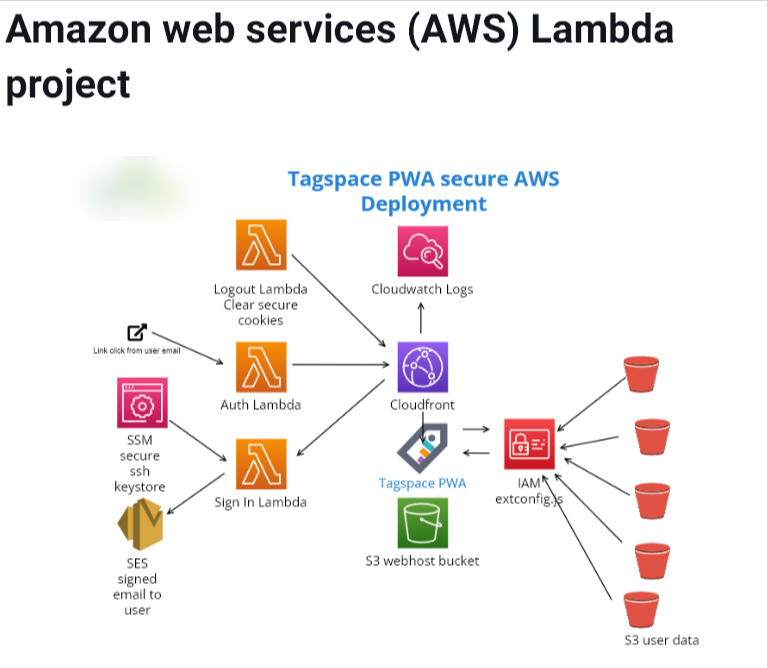 Amazon web services (AWS) Lambda
project
Tagspace PWA secure AWS
Deployment
Logout Lambda
Clear secure
cookies
Cloudwatch Logs
Link click from user email
Auth Lambda
Cloudfront
SSM
secure
ssh
keystore
Sign In Lambda
Tagspace PWA
IAM
extconfig.js
SES
signed
email to
user
S3 webhost bucket
S3 user data